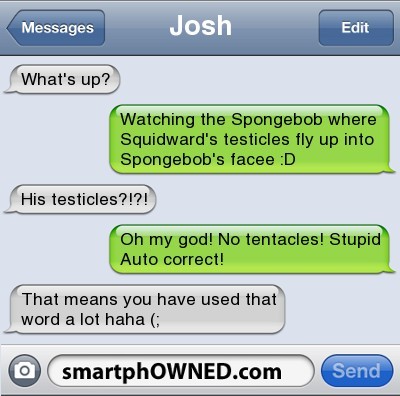 Messages
Josh
Edit
What's up?
Watching the Spongebob where
Squidward's testicles fly up into
Spongebob's facee :D
His testicles?!?!
Oh my god! No tentacles! Stupid
Auto correct!
That means you have used that
word a lot haha (;
smartphOWNED.com
Send